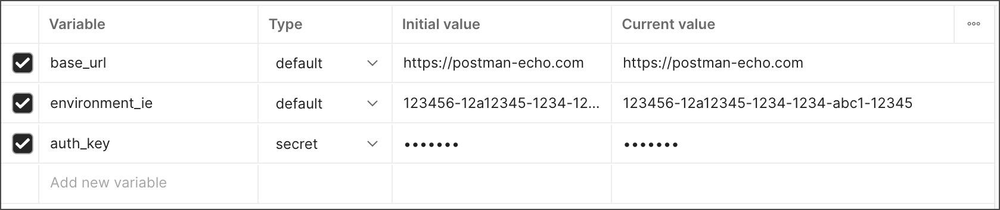 Variable Type Initial value Current value
base_url default https://postman-echo.com https://postman-echo.com
environment_ie default 123456-12a12345-1234-12... 123456-12a12345-1234-1234-abc1-12345
auth_key secret ••••••• •••••••
Add new variable